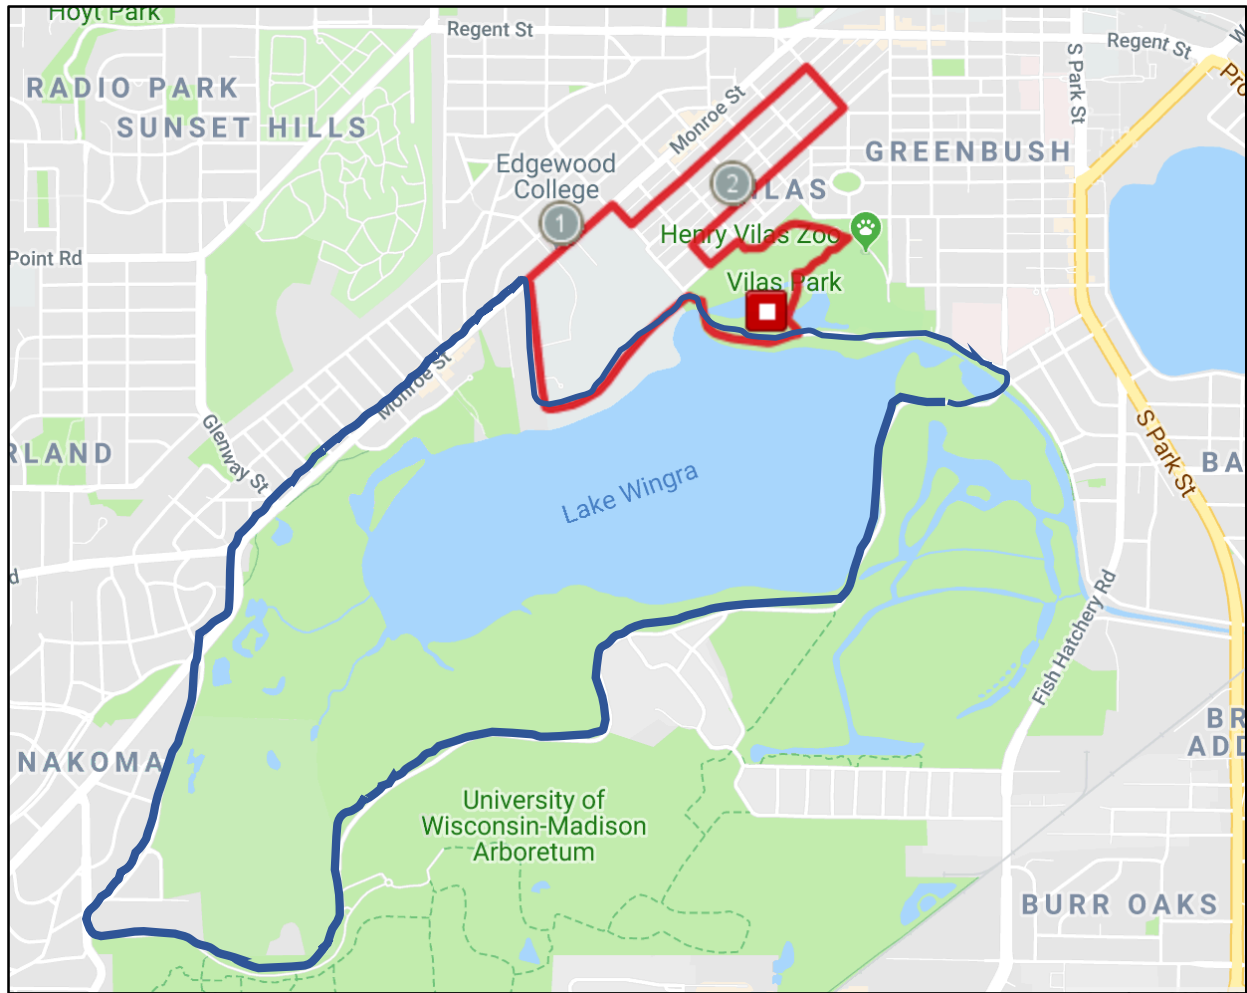 Hoyt Park
Regent St
Regent St
S Park St
RADIO PARK
SUNSET HILLS
Monroe St
GREENBUSH
Edgewood
College
1
2
Henry Vilas Zoo
Point Rd
Vilas Park
Monroe St
Glenway St
S Park St
Lake Wingra
Fish Hatchery Rd
NAKOMA
University of
Wisconsin-Madison
Arboretum
BURR OAKS